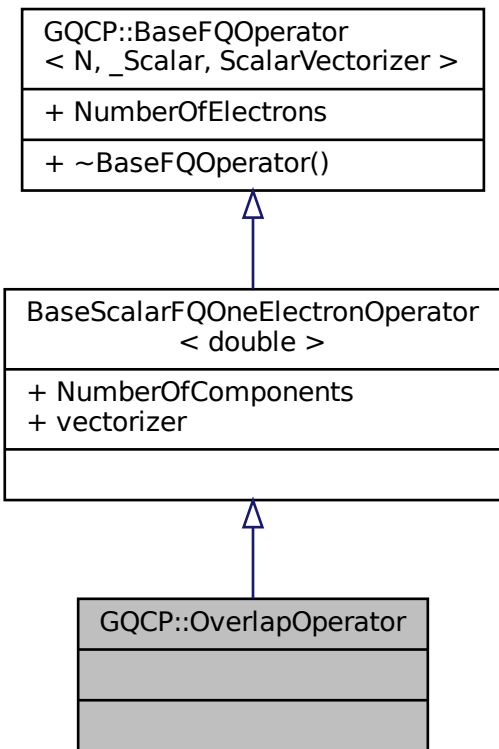 GQCP::BaseFQOperator
< N, _Scalar, ScalarVectorizer >
+ NumberOfElectrons
+ ~BaseFQOperator()
BaseScalarFQOneElectronOperator
< double >
+ NumberOfComponents
+ vectorizer
GQCP::OverlapOperator